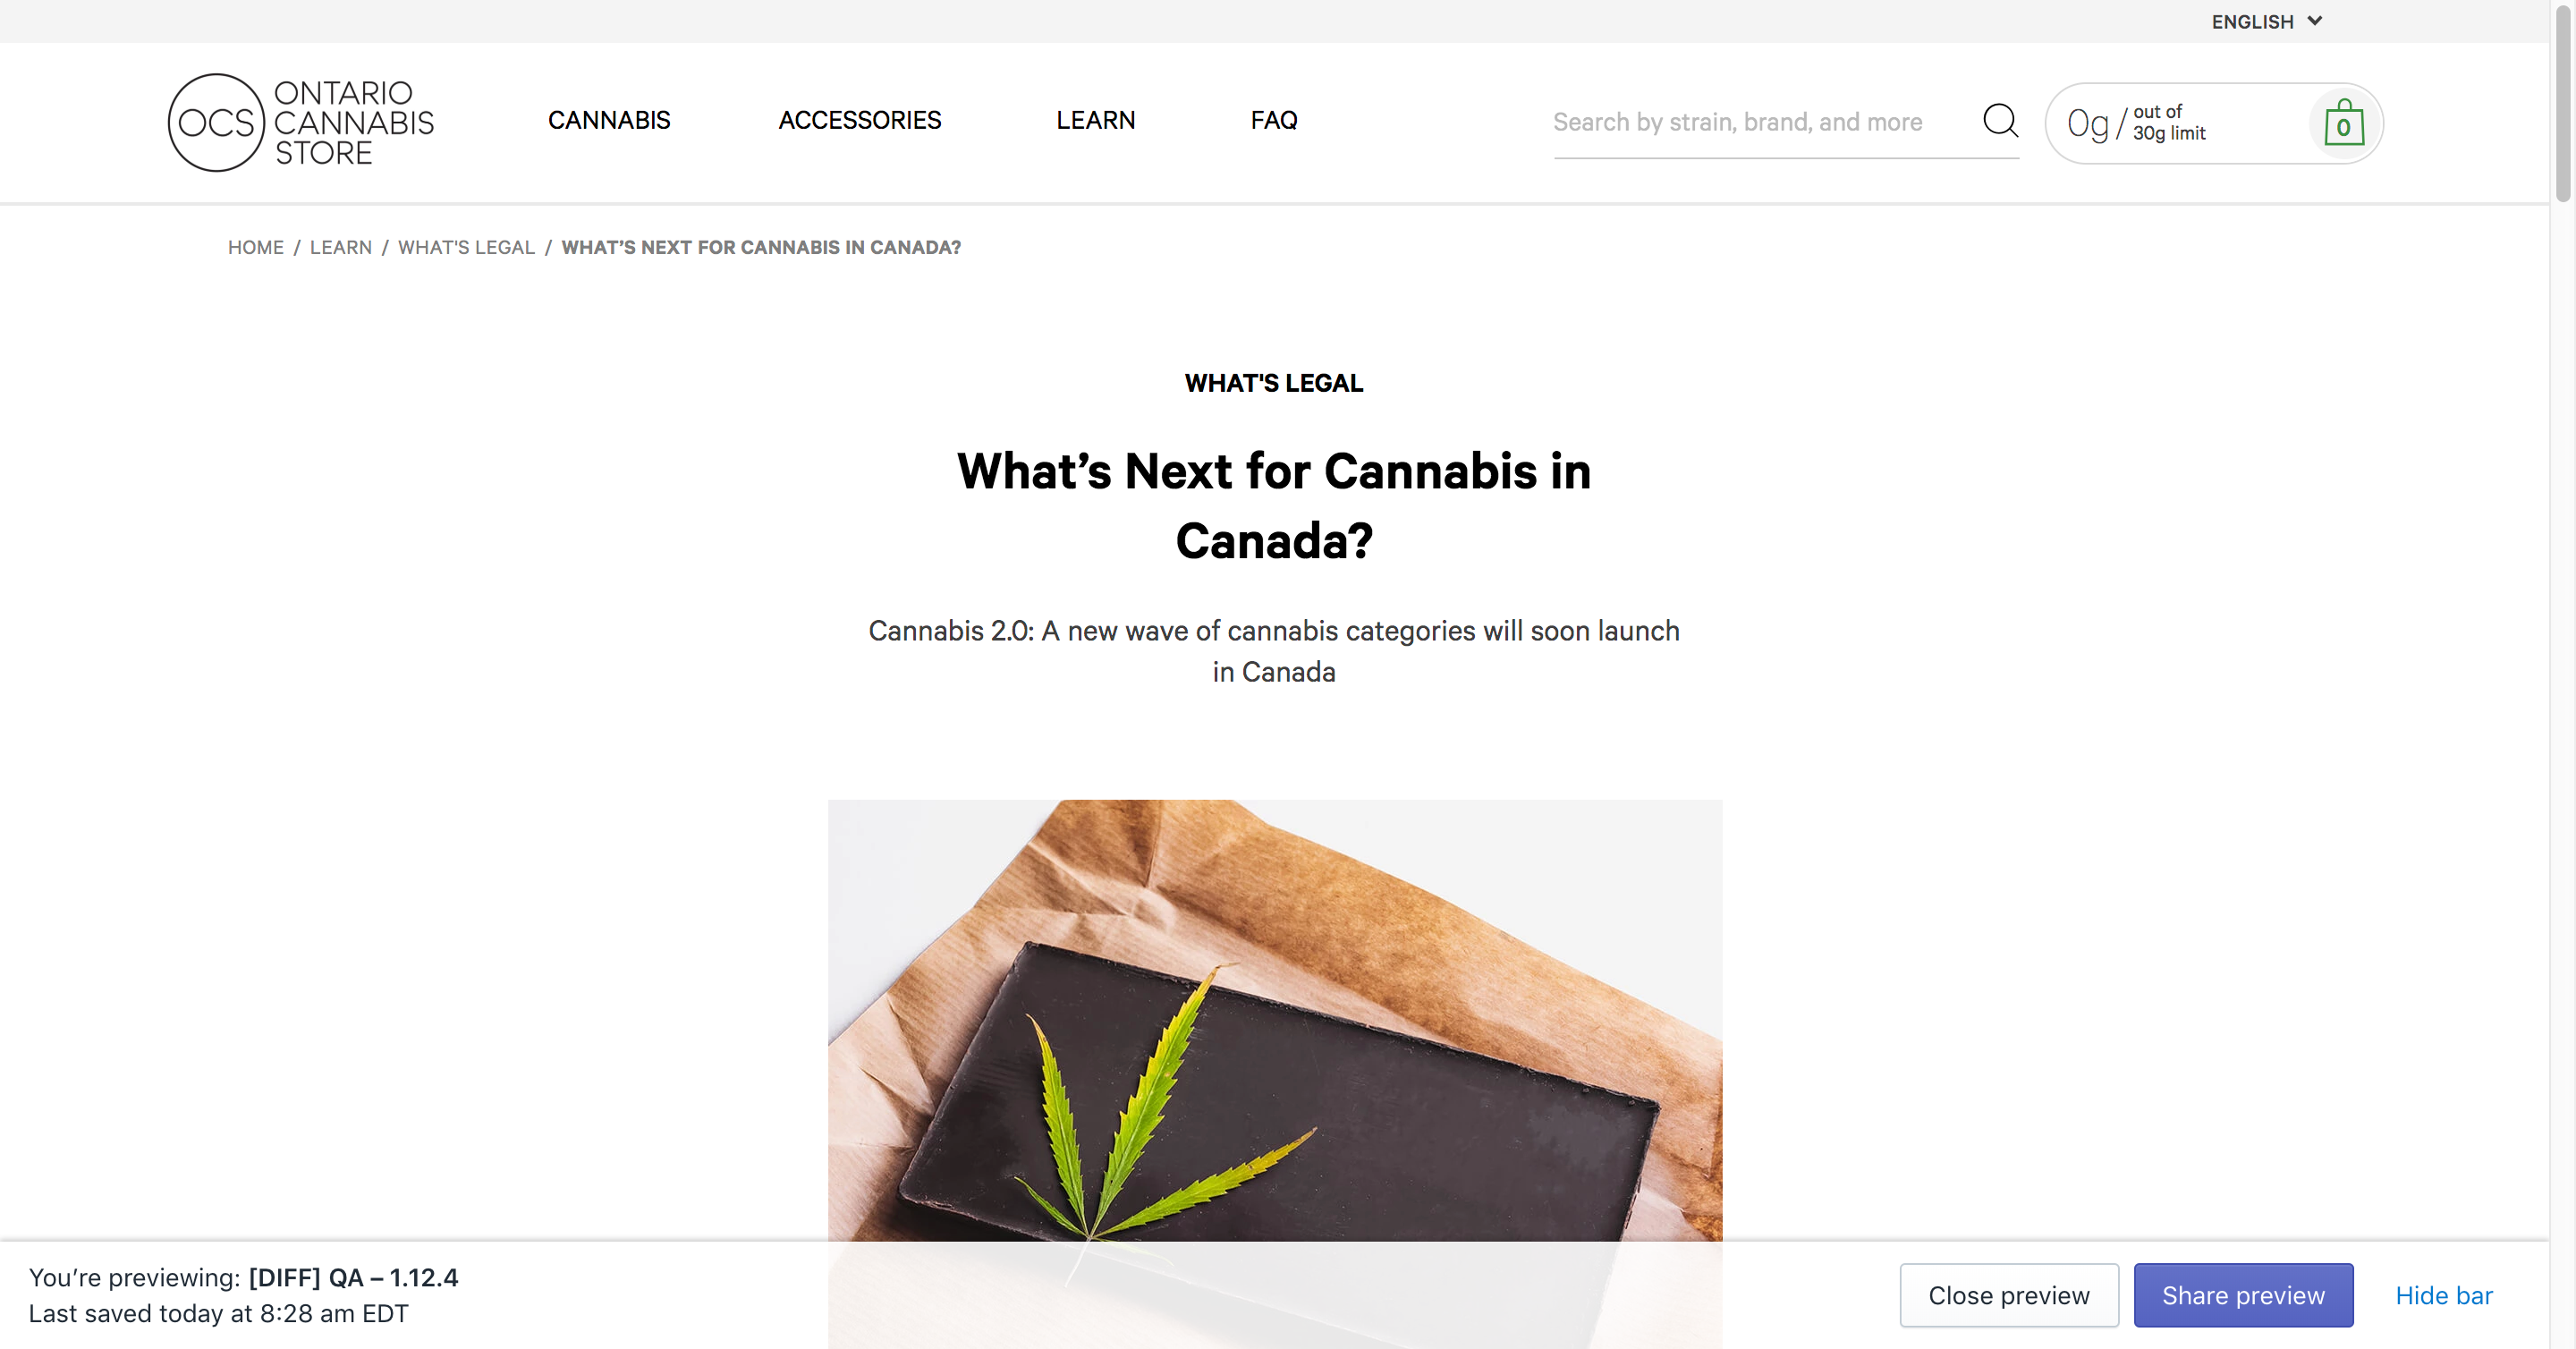 ENGLISH
OCS
ONTARIO
CANNABIS
STORE
CANNABIS
ACCESSORIES
LEARN
FAQ
Search by strain, brand, and more
0g / out of
30g limit
0
HOME / LEARN / WHAT'S LEGAL / WHAT’S NEXT FOR CANNABIS IN CANADA?
WHAT'S LEGAL
What’s Next for Cannabis in
Canada?
Cannabis 2.0: A new wave of cannabis categories will soon launch
in Canada
You’re previewing: [DIFF] QA – 1.12.4
Last saved today at 8:28 am EDT
Close preview
Share preview
Hide bar